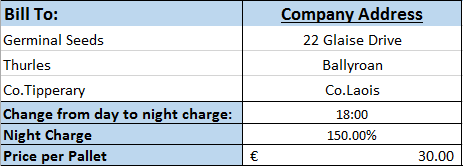 Bill To: Company Address
Germinal Seeds 22 Glaise Drive
Thurles Ballyroan
Co.Tipperary Co.Laois
Change from day to night charge: 18:00
Night Charge 150.00%
Price per Pallet € 30.00